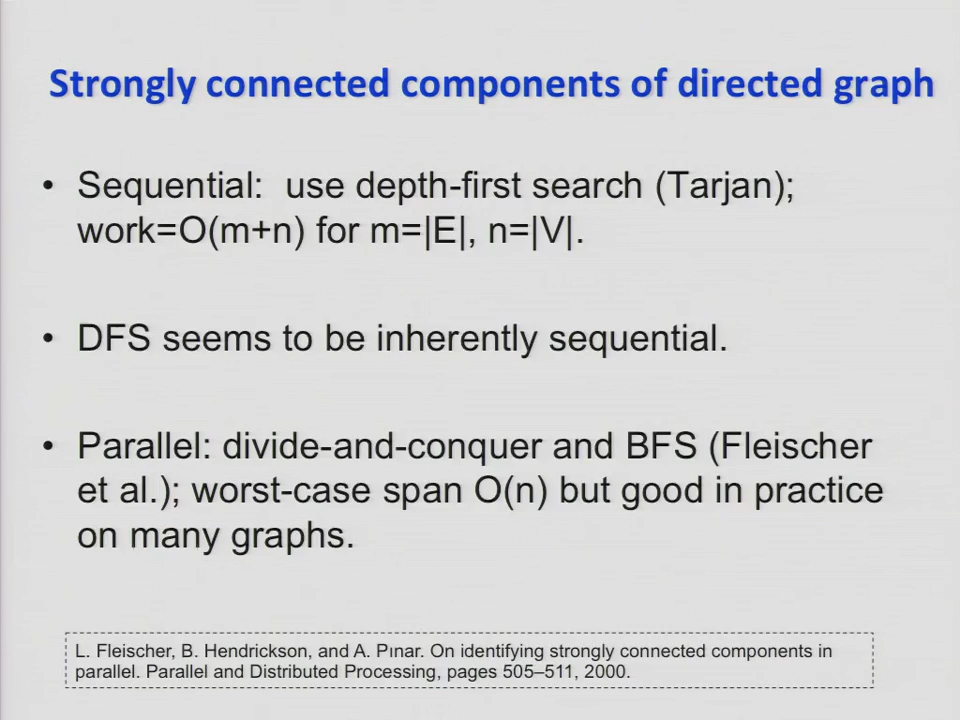 Strongly connected components of directed graph
• Sequential:  use depth-first search (Tarjan);
work=O(m+n) for m=|E|, n=|V|.
• DFS seems to be inherently sequential.
• Parallel: divide-and-conquer and BFS (Fleischer
et al.); worst-case span O(n) but good in practice
on many graphs.
L. Fleischer, B. Hendrickson, and A. Pınar. On identifying strongly connected components in
parallel. Parallel and Distributed Processing, pages 505–511, 2000.